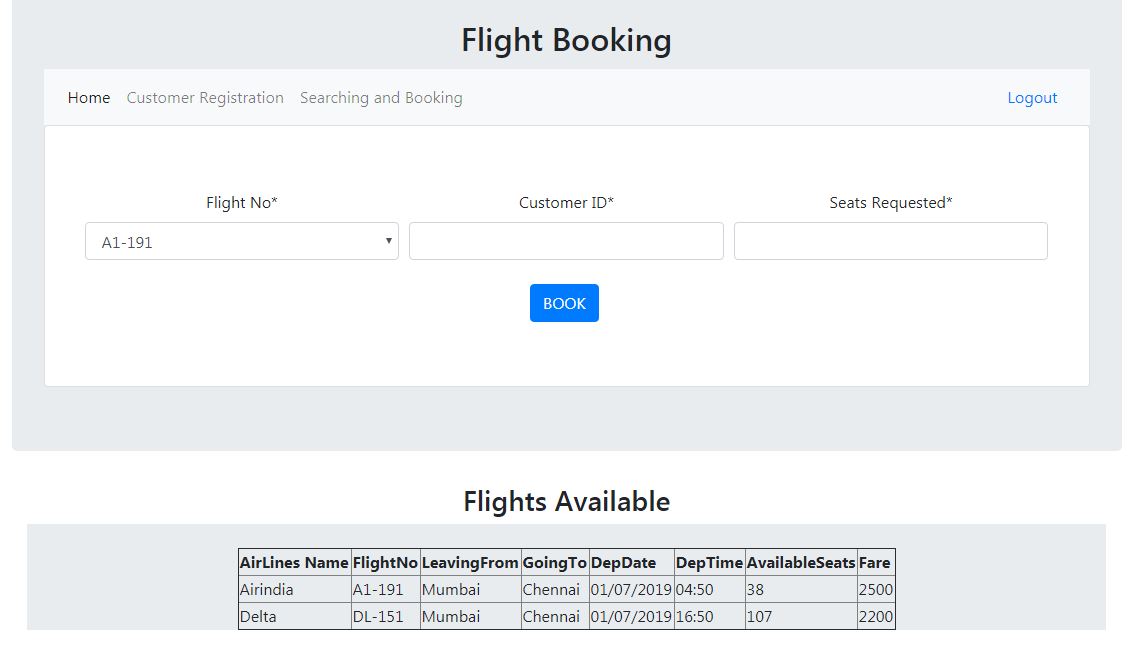 Flight Booking
Home Customer Registration Searching and Booking Logout
Flight No* Customer ID* Seats Requested*
A1-191
BOOK
Flights Available
AirLines Name FlightNo LeavingFrom GoingTo DepDate DepTime AvailableSeats Fare
Airindia A1-191 Mumbai Chennai 01/07/2019 04:50 38 2500
Delta DL-151 Mumbai Chennai 01/07/2019 16:50 107 2200